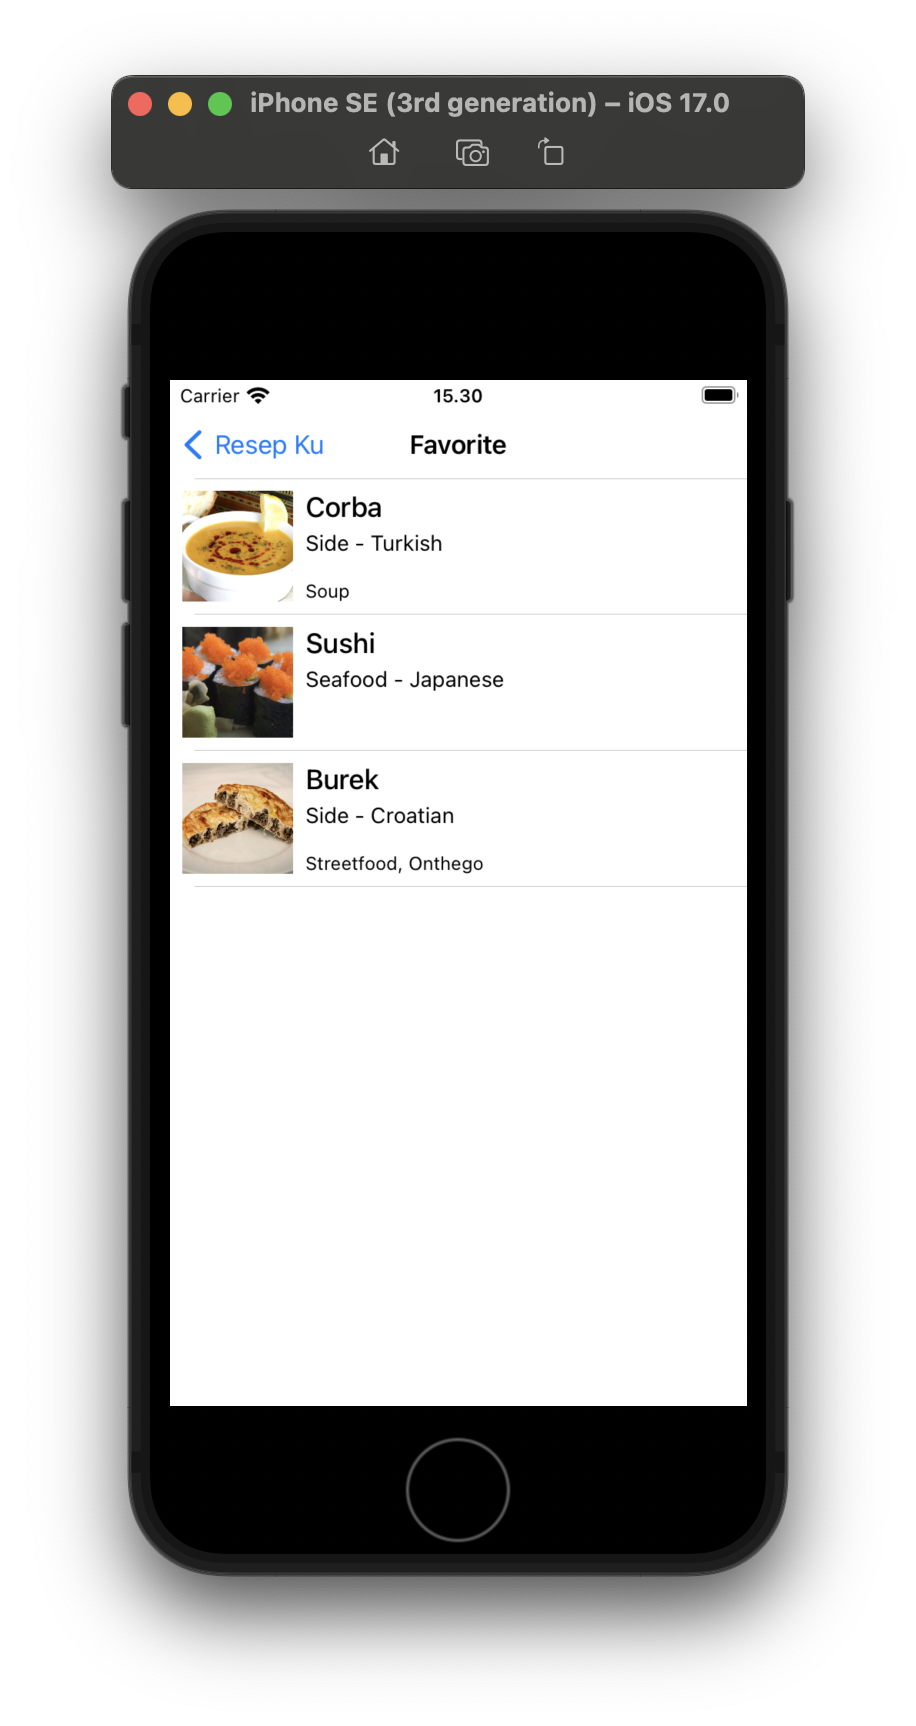 iPhone SE (3rd generation) – iOS 17.0
Carrier 15.30
Resep Ku Favorite
Corba
Side - Turkish
Soup
Sushi
Seafood - Japanese
Burek
Side - Croatian
Streetfood, Onthego